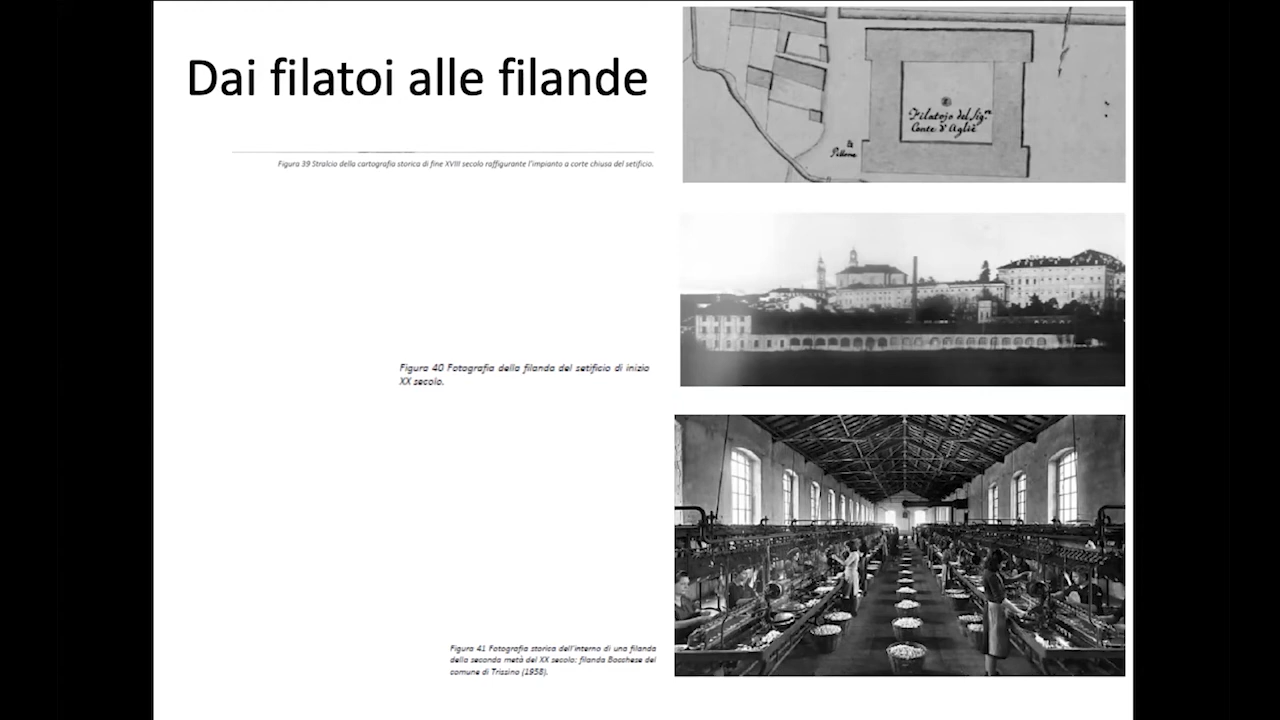 Dai filatoi alle filande
Figura 39 Stralcio della cartografia storica di fine XVIII secolo raffigurante l'impianto a corte chiusa del setificio.
Filatojo del Sig.re
Conte d'Agliè
Figura 40 Fotografia della filanda del setificio di inizio
XX secolo.
Figura 41 Fotografia storica dell'interno di una filanda
della seconda metà del XX secolo: filanda Bocchese del
comune di Trissino (1958).